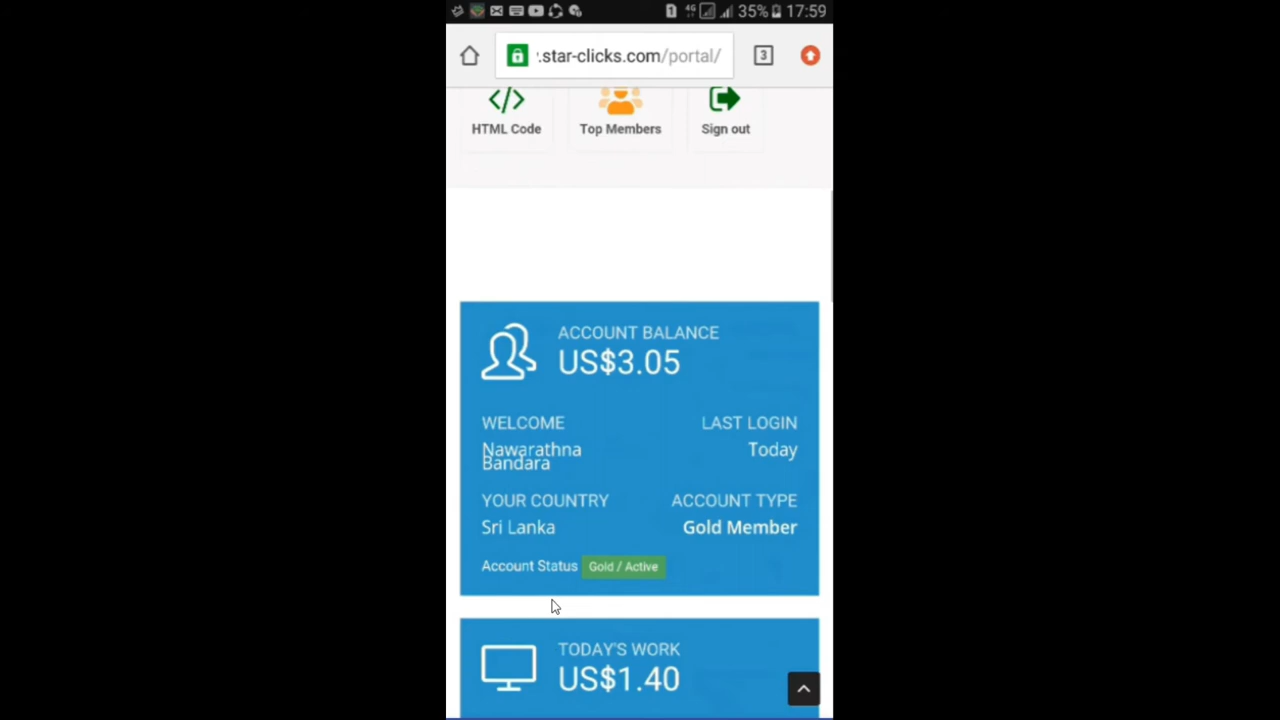 1 4G 35% 17:59
.star-clicks.com/portal/ 3
</> HTML Code Top Members Sign out
ACCOUNT BALANCE
US$3.05
WELCOME LAST LOGIN
Nawarathna Today
Bandara
YOUR COUNTRY ACCOUNT TYPE
Sri Lanka Gold Member
Account Status Gold / Active
TODAY'S WORK
US$1.40